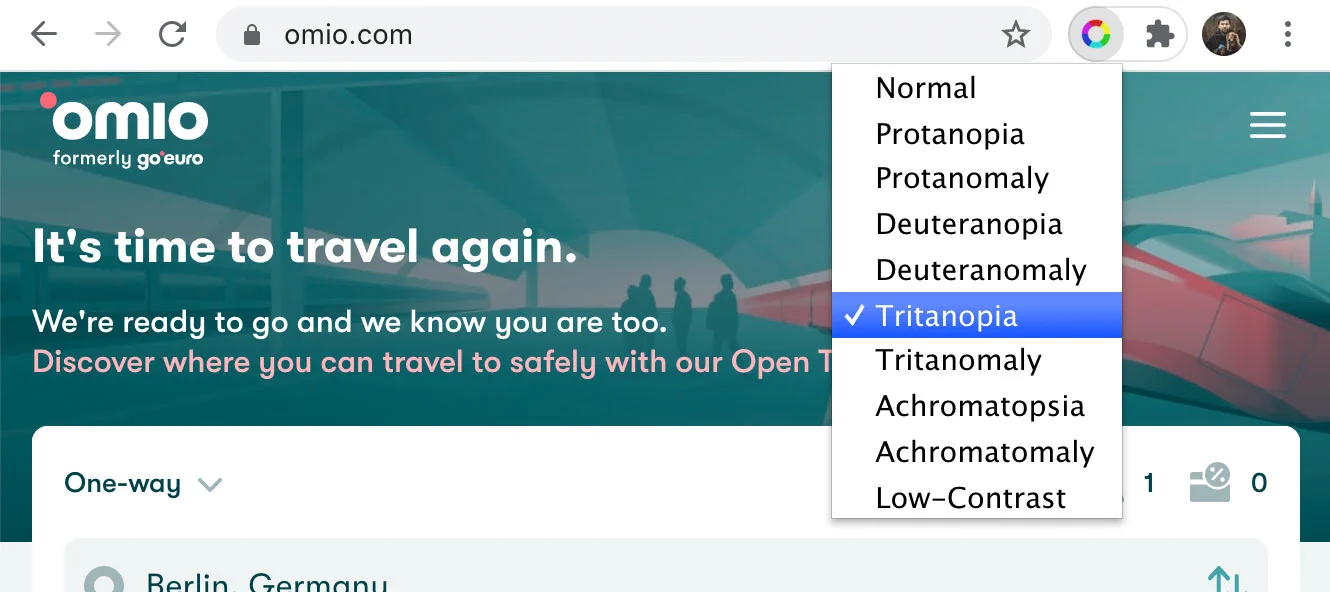 omio.com
omio
formerly go euro
It's time to travel again.
We're ready to go and we know you are too.
Discover where you can travel to safely with our Open T
Normal
Protanopia
Protanomaly
Deuteranopia
Deuteranomaly
Tritanopia
Tritanomaly
Achromatopsia
Achromatomaly
Low-Contrast
One-way
1
0
Berlin, Germany